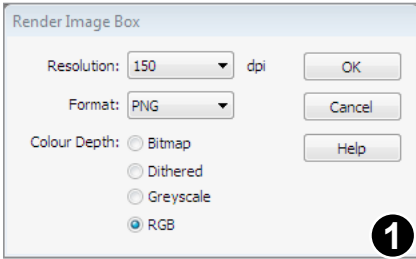 Render Image Box
Resolution: 150 dpi OK
Format: PNG Cancel
Colour Depth: Bitmap Help
Dithered
Greyscale
RGB
1